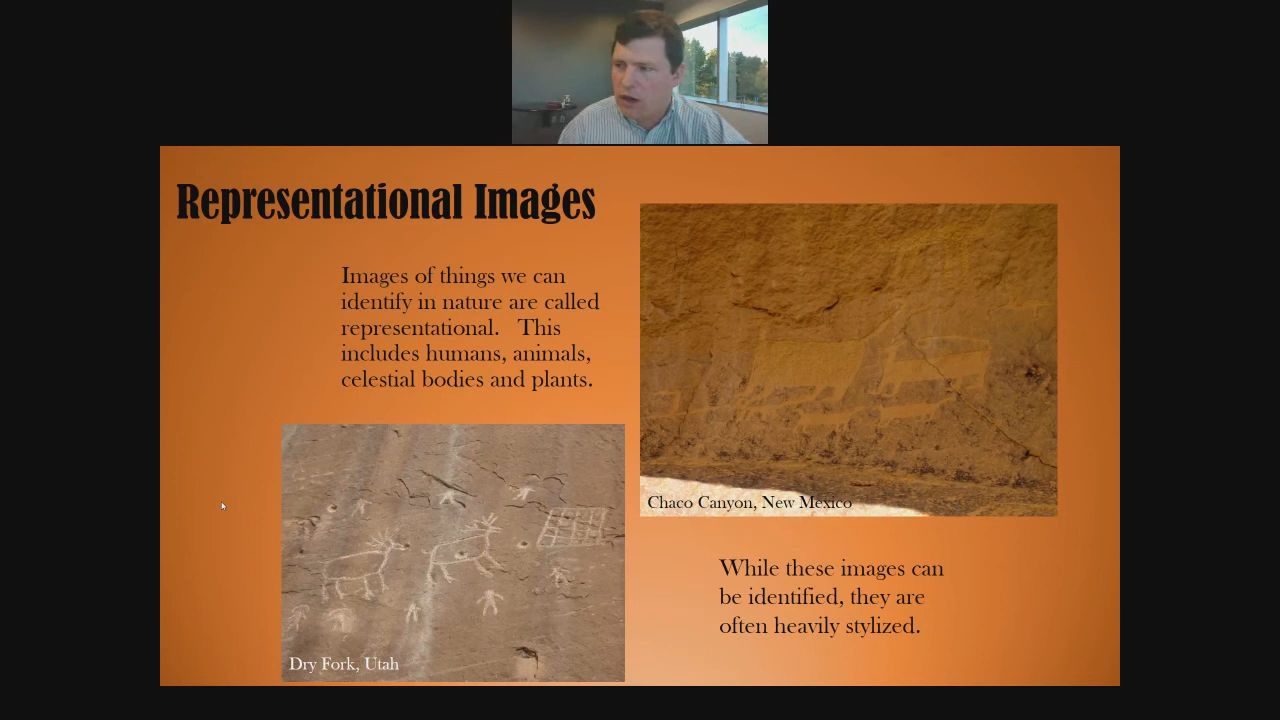 Representational Images
Images of things we can
identify in nature are called
representational.   This
includes humans, animals,
celestial bodies and plants.
Chaco Canyon, New Mexico
While these images can
be identified, they are
often heavily stylized.
Dry Fork, Utah